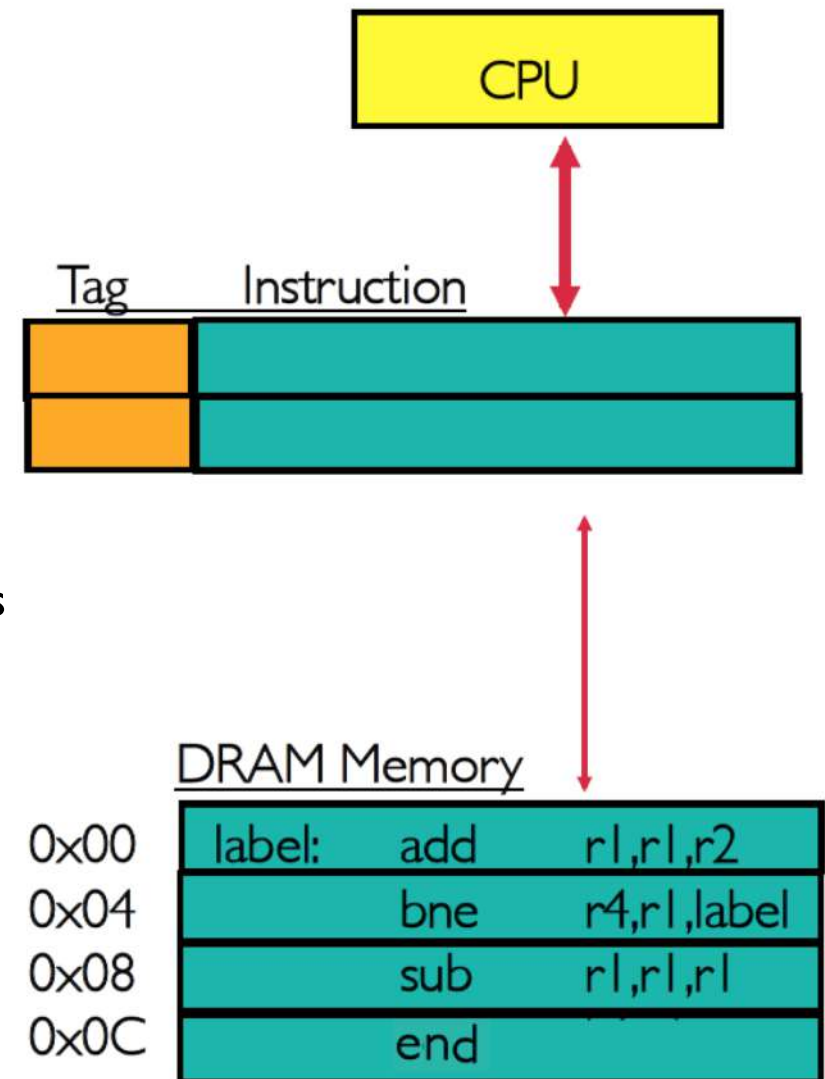 CPU
Tag Instruction
s
DRAM Memory
0x00 label: add r1,r1,r2
0x04 bne r4,r1,label
0x08 sub r1,r1,r1
0x0C end